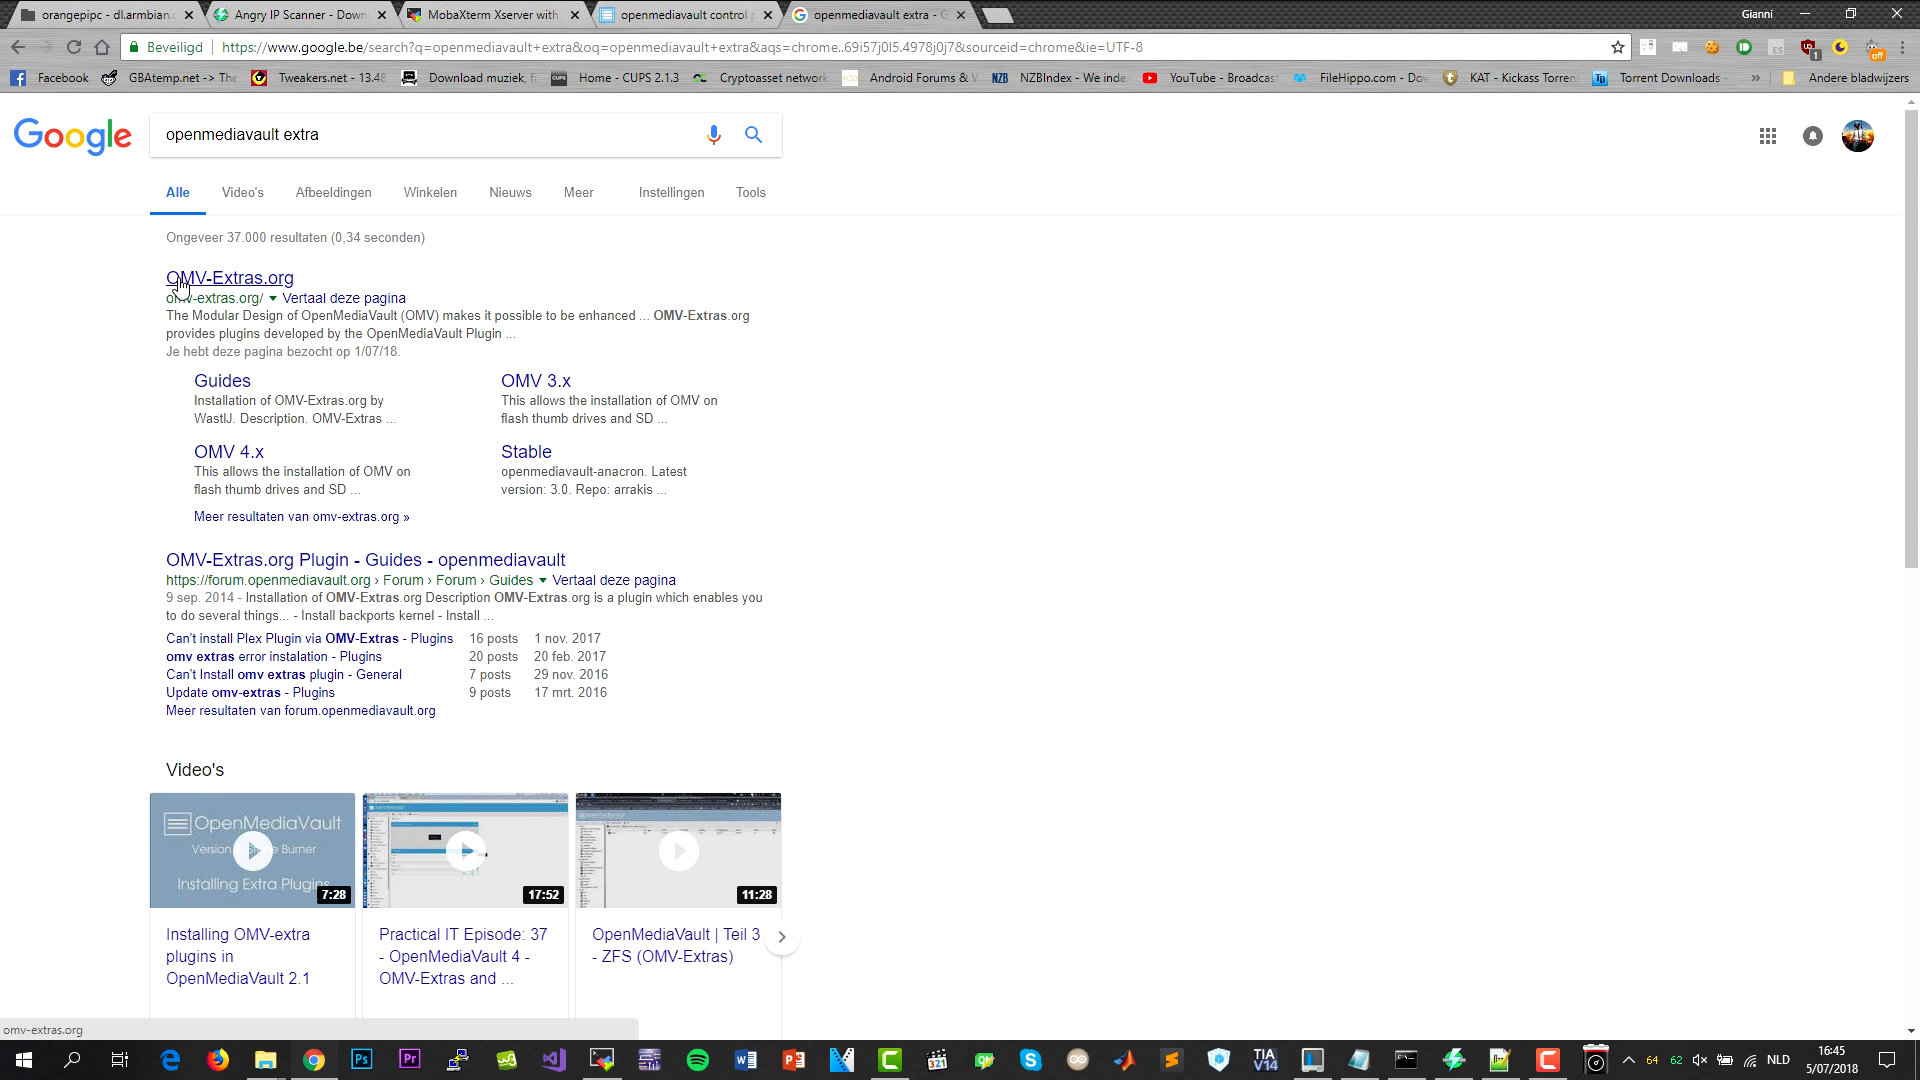 orangepipc - dl.armbian.
Angry IP Scanner - Down
MobaXterm Xserver with
openmediavault control
openmediavault extra - G
Gianni
Beveiligd
https://www.google.be/search?q=openmediavault+extra&oq=openmediavault+extra&aqs=chrome..69i57j0l5.4978j0j7&sourceid=chrome&ie=UTF-8
Facebook
GBAtemp.net -> The
Tweakers.net - 13.48
Download muziek, fi
Home - CUPS 2.1.3
Cryptoasset network
Android Forums &
NZB
NZBIndex - We inde
YouTube - Broadcas
FileHippo.com - Dow
KAT - Kickass Torren
TD
Torrent Downloads -
»
Andere bladwijzers
Google
openmediavault extra
Alle
Video's
Afbeeldingen
Winkelen
Nieuws
Meer
Instellingen
Tools
Ongeveer 37.000 resultaten (0,34 seconden)
OMV-Extras.org
omv-extras.org/ Vertaal deze pagina
The Modular Design of OpenMediaVault (OMV) makes it possible to be enhanced ... OMV-Extras.org
provides plugins developed by the OpenMediaVault Plugin ...
Je hebt deze pagina bezocht op 1/07/18.
Guides
Installation of OMV-Extras.org by
WastlJ. Description. OMV-Extras ...
OMV 3.x
This allows the installation of OMV on
flash thumb drives and SD ...
OMV 4.x
This allows the installation of OMV on
flash thumb drives and SD ...
Stable
openmediavault-anacron. Latest
version: 3.0. Repo: arrakis ...
Meer resultaten van omv-extras.org »
OMV-Extras.org Plugin - Guides - openmediavault
https://forum.openmediavault.org › Forum › Forum › Guides Vertaal deze pagina
9 sep. 2014 - Installation of OMV-Extras.org Description OMV-Extras.org is a plugin which enables you
to do several things... - Install backports kernel - Install ...
Can't install Plex Plugin via OMV-Extras - Plugins 16 posts 1 nov. 2017
omv extras error instalation - Plugins 20 posts 20 feb. 2017
Can't Install omv extras plugin - General 7 posts 29 nov. 2016
Update omv-extras - Plugins 9 posts 17 mrt. 2016
Meer resultaten van forum.openmediavault.org
Video's
OpenMediaVault
Burner
Installing Extra Plugins
7:28
17:52
11:28
Installing OMV-extra
plugins in
OpenMediaVault 2.1
Practical IT Episode: 37
- OpenMediaVault 4 -
OMV-Extras and ...
OpenMediaVault | Teil 3
- ZFS (OMV-Extras)
omv-extras.org
Ps
Pr
321
TIA
V14
64
62
NLD
16:45
5/07/2018